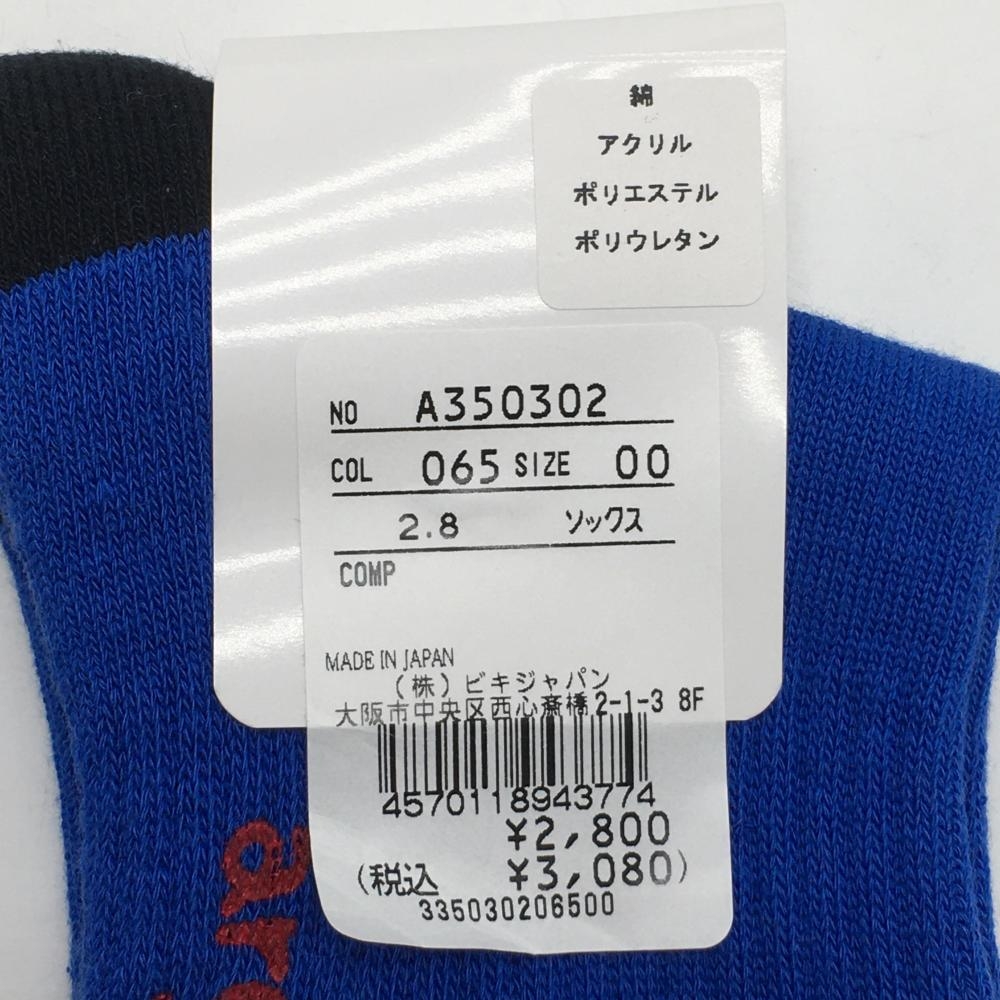 綿
アクリル
ポリエステル
ポリウレタン
NO A350302
COL 065 SIZE 00
2.8 ソックス
COMP
MADE IN JAPAN
(株)ビキジャパン
大阪市中央区西心斎橋2-1-3 8F
4570118943774
¥2,800
(税込 ¥3,080)
335030206500